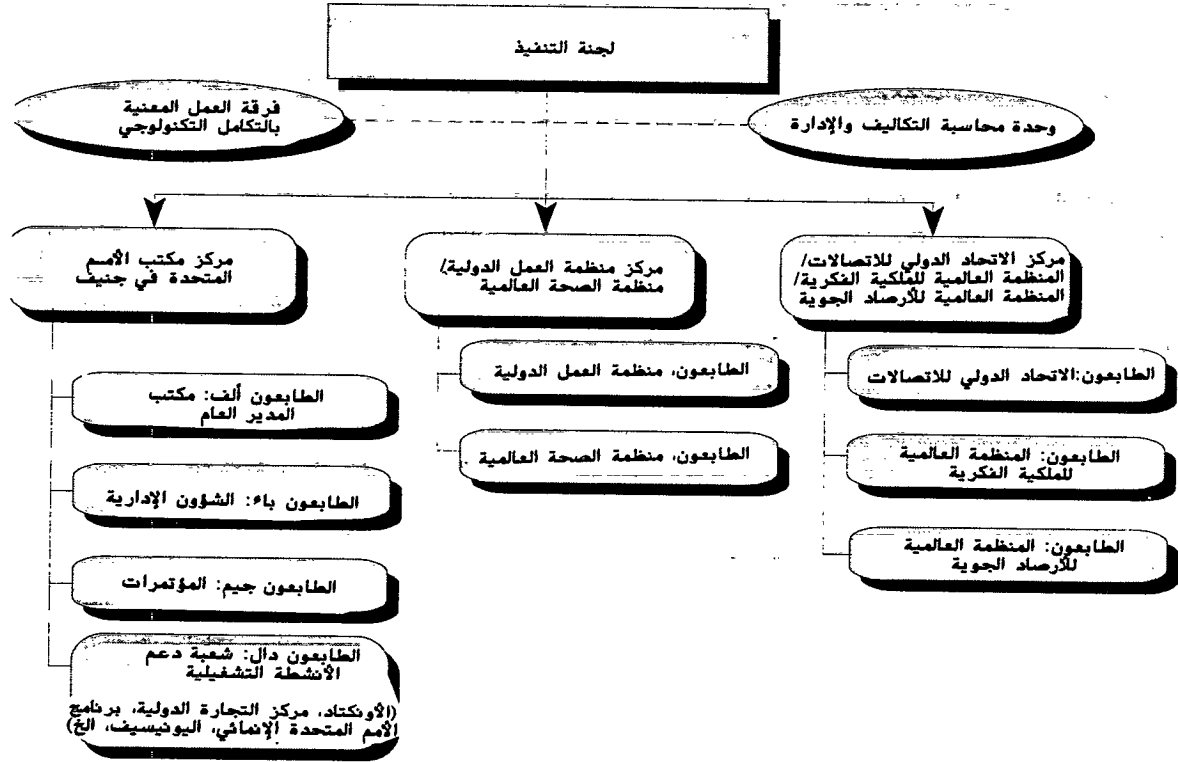 لجنة التنفيذ
وحدة محاسبة التكاليف والإدارة
فرقة العمل المعنية
بالتكامل التكنولوجي
مركز الاتحاد الدولي للاتصالات/
المنظمة العالمية للملكية الفكرية/
المنظمة العالمية للأرصاد الجوية
الطابعون:الاتحاد الدولي للاتصالات
الطابعون: المنظمة العالمية
للملكية الفكرية
الطابعون: المنظمة العالمية
للأرصاد الجوية
مركز منظمة العمل الدولية/
منظمة الصحة العالمية
الطابعون، منظمة العمل الدولية
الطابعون، منظمة الصحة العالمية
مركز مكتب الأمم
المتحدة في جنيف
الطابعون ألف: مكتب
المدير العام
الطابعون باء: الشؤون الإدارية
الطابعون جيم: المؤتمرات
الطابعون دال: شعبة دعم
الأنشطة التشغيلية
(الأونكتاد، مركز التجارة الدولية، برنامج
الأمم المتحدة الإنمائي، اليونيسيف، الخ)